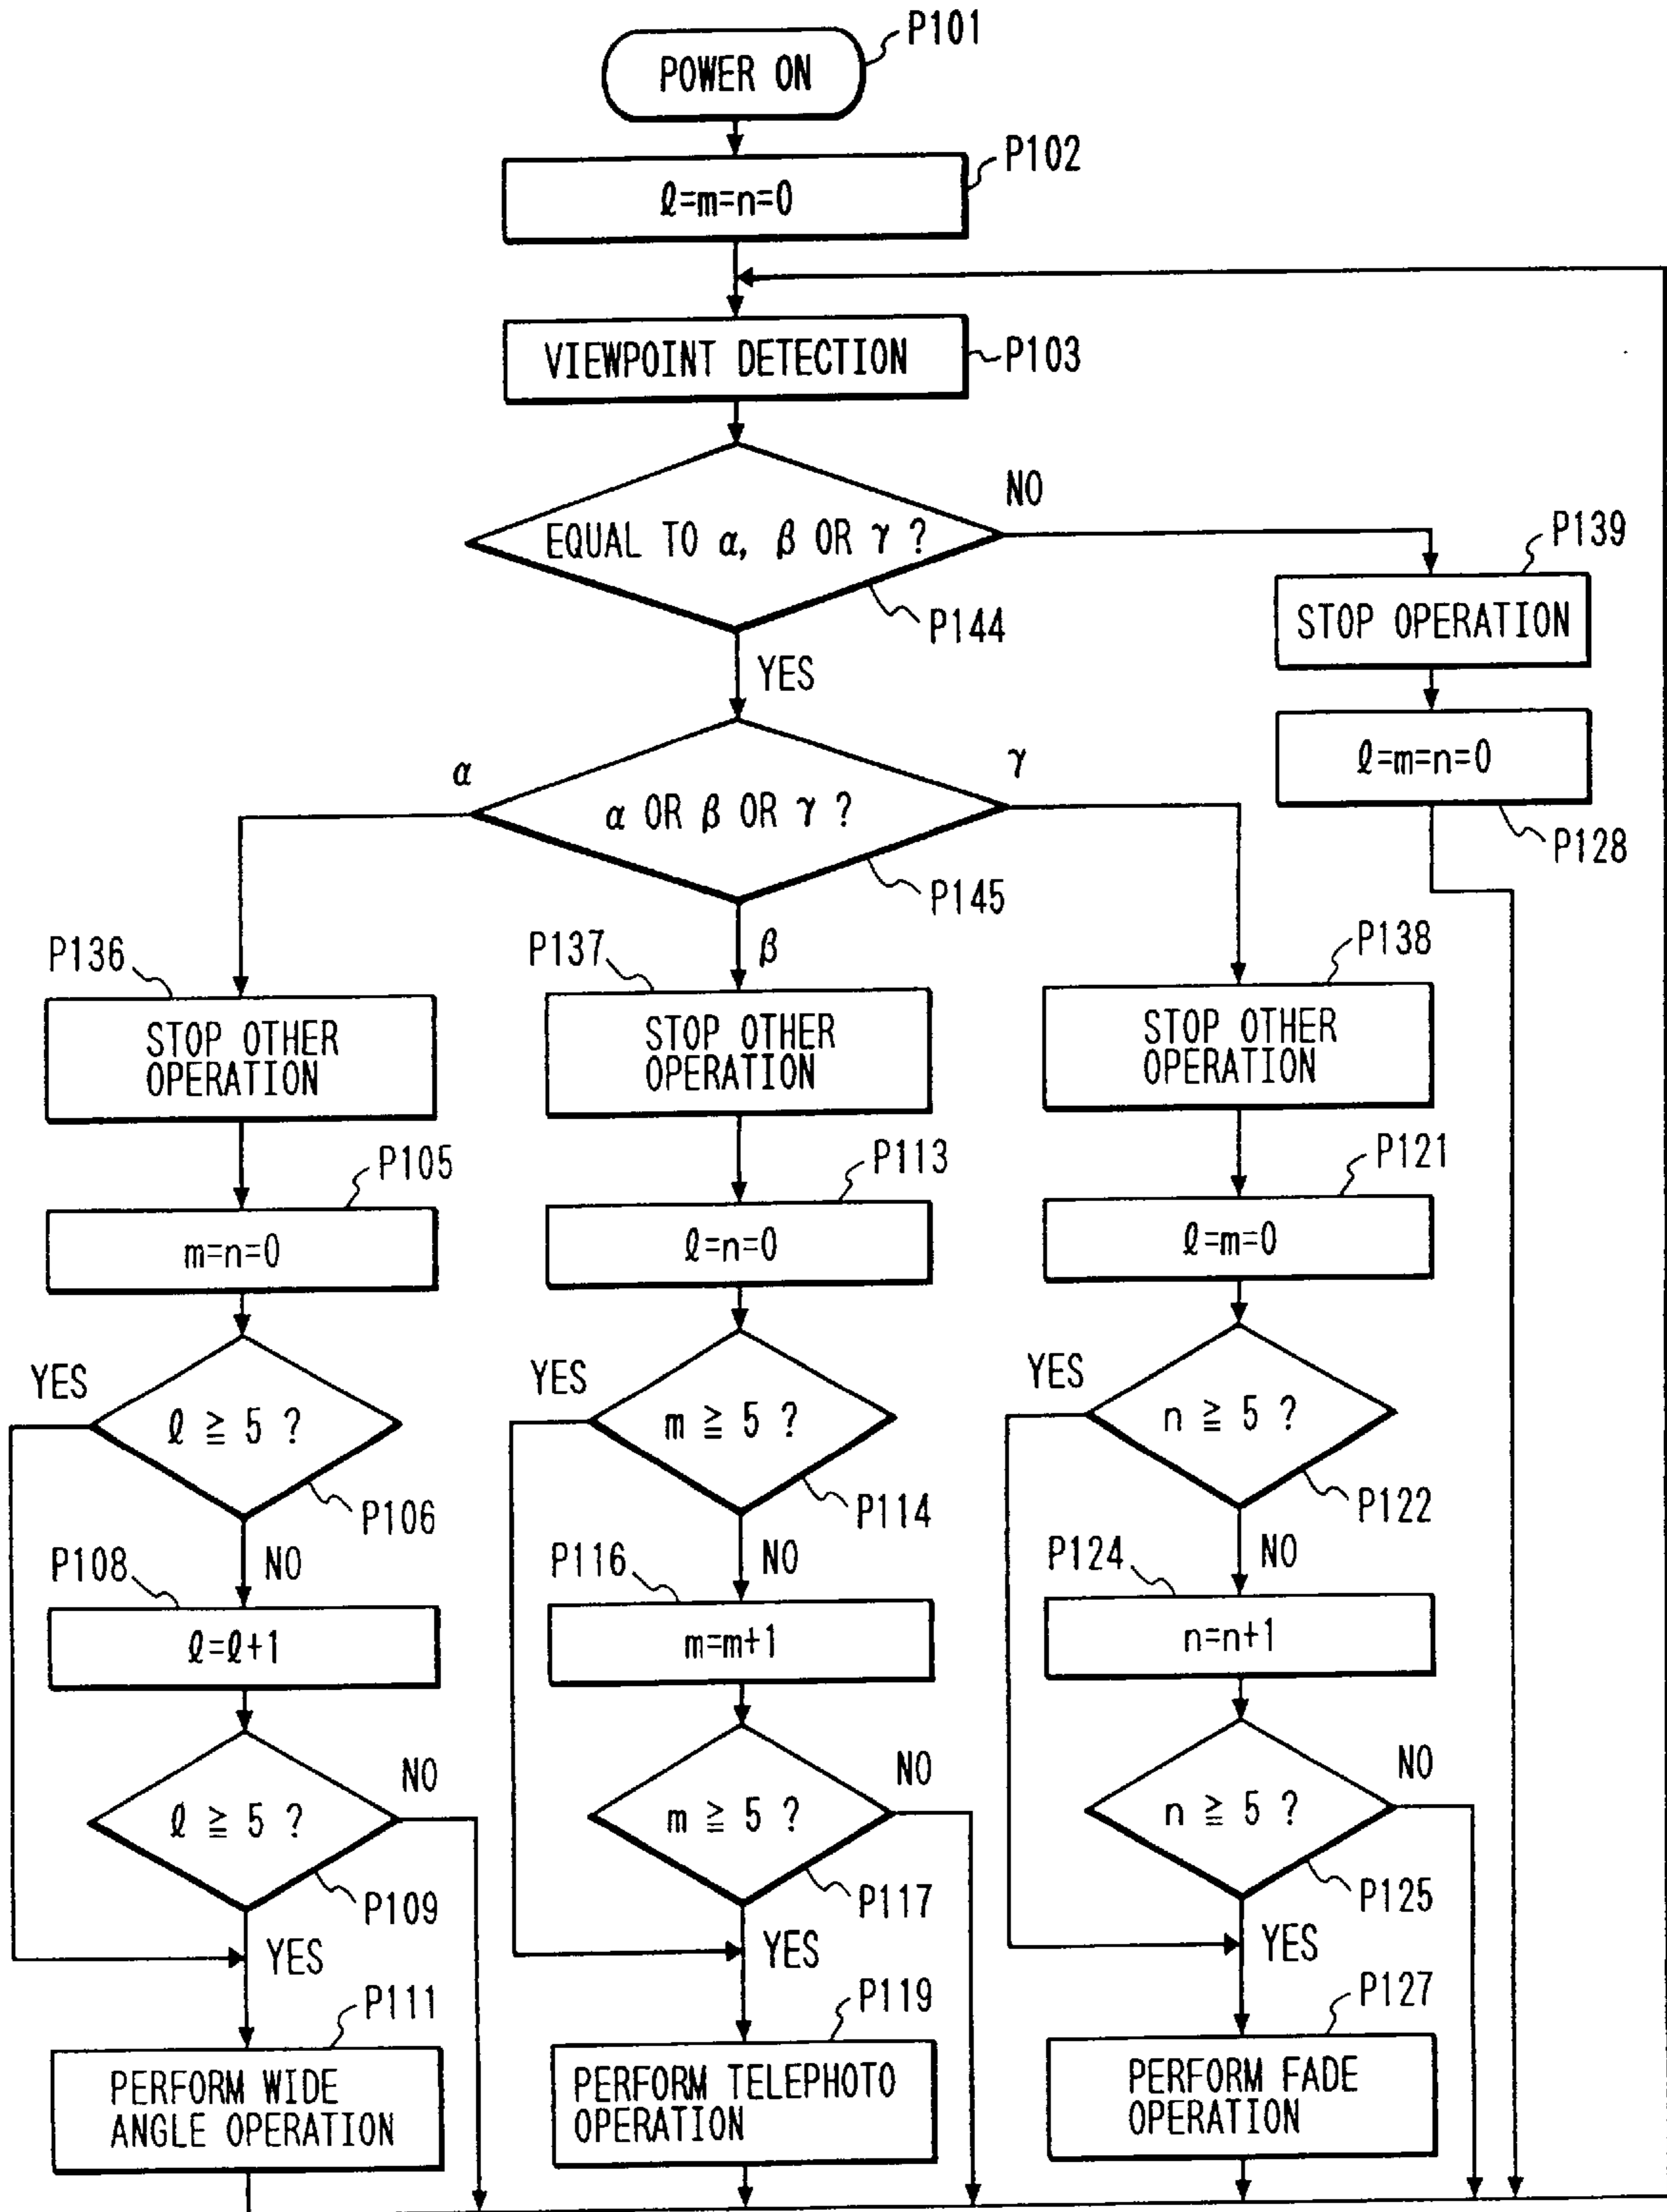 P101
POWER ON
P102
ℓ=m=n=0
VIEWPOINT DETECTION
P103
NO
EQUAL TO α, β OR γ ?
P139
P144
STOP OPERATION
YES
ℓ=m=n=0
α
γ
α OR β OR γ ?
P128
P145
P136
P137
β
P138
STOP OTHER
OPERATION
STOP OTHER
OPERATION
STOP OTHER
OPERATION
P105
P113
P121
m=n=0
ℓ=n=0
ℓ=m=0
YES
YES
YES
ℓ ≧ 5 ?
m ≧ 5 ?
n ≧ 5 ?
P106
P114
P122
P108
NO
P116
NO
P124
NO
ℓ=ℓ+1
m=m+1
n=n+1
NO
NO
NO
ℓ ≧ 5 ?
m ≧ 5 ?
n ≧ 5 ?
P109
P117
P125
YES
YES
YES
P111
P119
P127
PERFORM WIDE
ANGLE OPERATION
PERFORM TELEPHOTO
OPERATION
PERFORM FADE
OPERATION